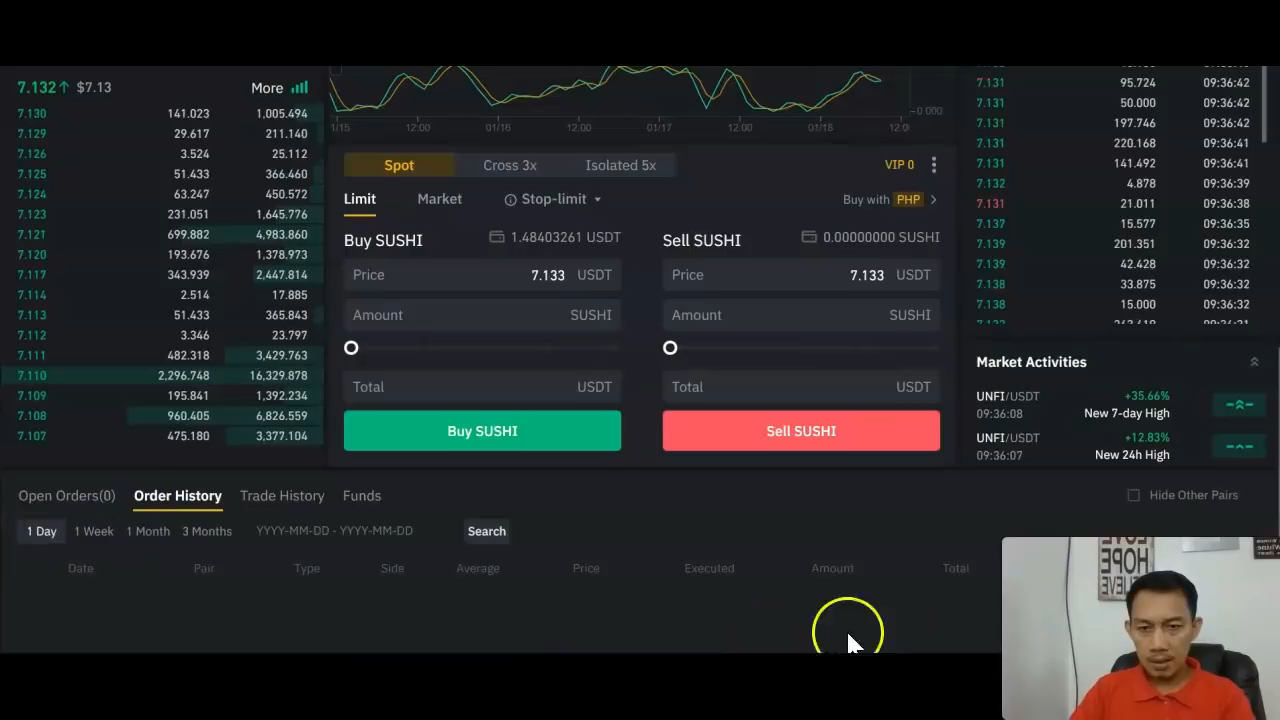 7.132↑ $7.13 More
7.130 141.023 1,005.494
7.129 29.617 211.140
7.126 3.524 25.112
7.125 51.433 366.460
7.124 63.247 450.572
7.123 231.051 1,645.776
7.121 699.882 4,983.860
7.120 193.676 1,378.973
7.117 343.939 2,447.814
7.114 2.514 17.885
7.113 51.433 365.843
7.112 3.346 23.797
7.111 482.318 3,429.763
7.110 2,296.748 16,329.878
7.109 195.841 1,392.234
7.108 960.405 6,826.559
7.107 475.180 3,377.104
-0.000
1/15 12:00 01/16 12:00 01/17 12:00 01/18 12:0
Spot Cross 3x Isolated 5x VIP 0
Limit Market Stop-limit Buy with PHP
Buy SUSHI 1.48403261 USDT
Price 7.133 USDT
Amount SUSHI
Total USDT
Buy SUSHI
Sell SUSHI 0.00000000 SUSHI
Price 7.133 USDT
Amount SUSHI
Total USDT
Sell SUSHI
7.131 95.724 09:36:42
7.131 50.000 09:36:42
7.131 197.746 09:36:42
7.131 220.168 09:36:41
7.131 141.492 09:36:41
7.132 4.878 09:36:39
7.131 21.011 09:36:38
7.137 15.577 09:36:35
7.139 201.351 09:36:32
7.139 42.428 09:36:32
7.138 33.875 09:36:32
7.138 15.000 09:36:32
Market Activities
UNFI/USDT +35.66%
09:36:08 New 7-day High
UNFI/USDT +12.83%
09:36:07 New 24h High
Open Orders(0) Order History Trade History Funds Hide Other Pairs
1 Day 1 Week 1 Month 3 Months YYYY-MM-DD - YYYY-MM-DD Search
Date Pair Type Side Average Price Executed Amount Total
LOVE
HOPE
BELIEVE